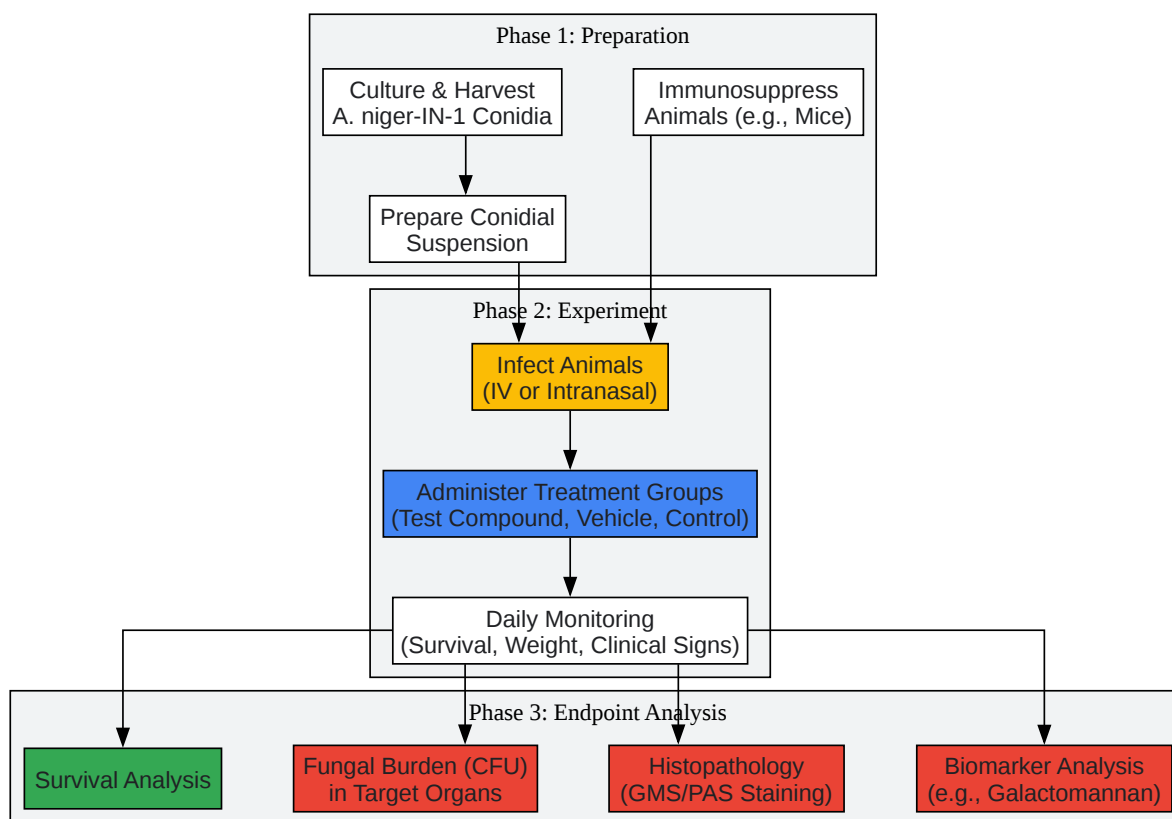 Phase 1: Preparation
Culture & Harvest
A. niger-IN-1 Conidia
Immunosuppress
Animals (e.g., Mice)
Prepare Conidial
Suspension
Phase 2: Experiment
Infect Animals
(IV or Intranasal)
Administer Treatment Groups
(Test Compound, Vehicle, Control)
Daily Monitoring
(Survival, Weight, Clinical Signs)
Phase 3: Endpoint Analysis
Survival Analysis
Fungal Burden (CFU)
in Target Organs
Histopathology
(GMS/PAS Staining)
Biomarker Analysis
(e.g., Galactomannan)